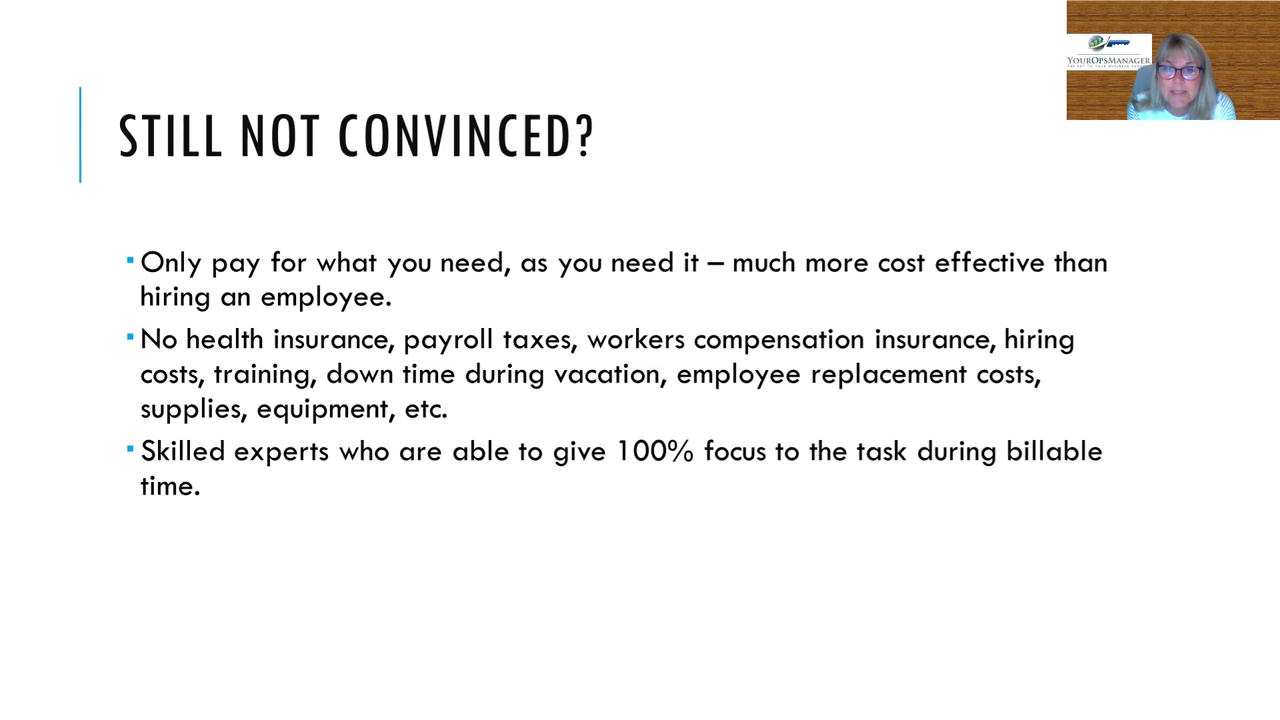 STILL NOT CONVINCED?
Only pay for what you need, as you need it – much more cost effective than
hiring an employee.
No health insurance, payroll taxes, workers compensation insurance, hiring
costs, training, down time during vacation, employee replacement costs,
supplies, equipment, etc.
Skilled experts who are able to give 100% focus to the task during billable
time.
YOUROPSMANAGER